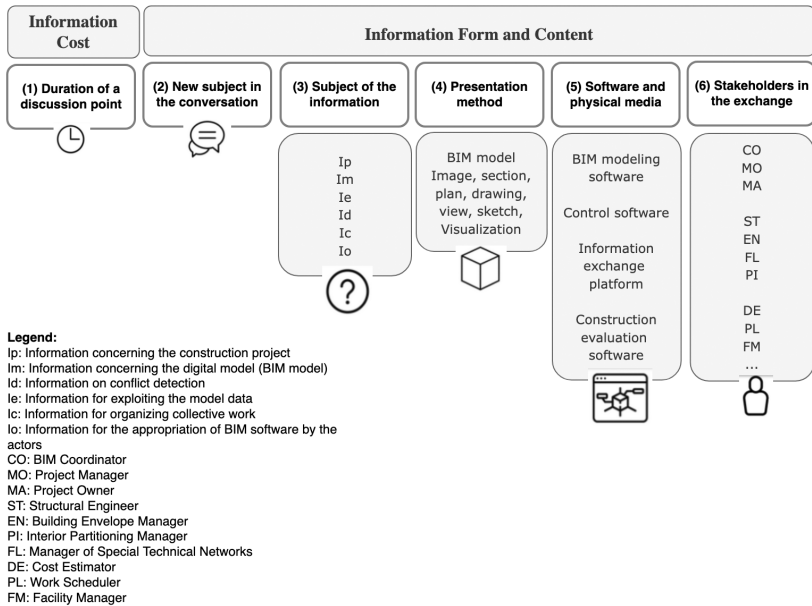 Information
Cost
Information Form and Content
(1) Duration of a
discussion point
(2) New subject in
the conversation
(3) Subject of the
information
(4) Presentation
method
(5) Software and
physical media
(6) Stakeholders in
the exchange
Ip
Im
Ie
Id
Ic
Io
?
BIM model
Image, section,
plan, drawing,
view, sketch,
Visualization
BIM modeling
software
Control software
Information
exchange
platform
Construction
evaluation
software
CO
MO
MA
ST
EN
FL
PI
DE
PL
FM
...
Legend:
Ip: Information concerning the construction project
Im: Information concerning the digital model (BIM model)
Id: Information on conflict detection
Ie: Information for exploiting the model data
Ic: Information for organizing collective work
Io: Information for the appropriation of BIM software by the
actors
CO: BIM Coordinator
MO: Project Manager
MA: Project Owner
ST: Structural Engineer
EN: Building Envelope Manager
PI: Interior Partitioning Manager
FL: Manager of Special Technical Networks
DE: Cost Estimator
PL: Work Scheduler
FM: Facility Manager